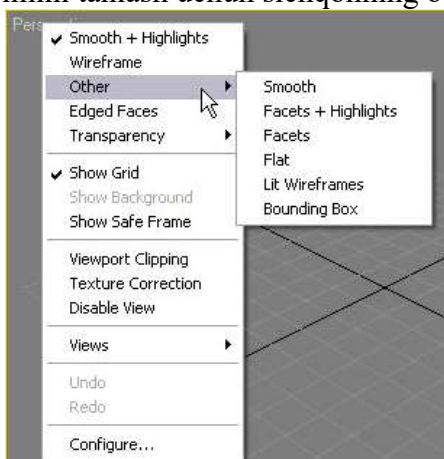 Perspective
Smooth + Highlights
Wireframe
Other
Edged Faces
Transparency
Show Grid
Show Background
Show Safe Frame
Viewport Clipping
Texture Correction
Disable View
Views
Undo
Redo
Configure...
Smooth
Facets + Highlights
Facets
Flat
Lit Wireframes
Bounding Box